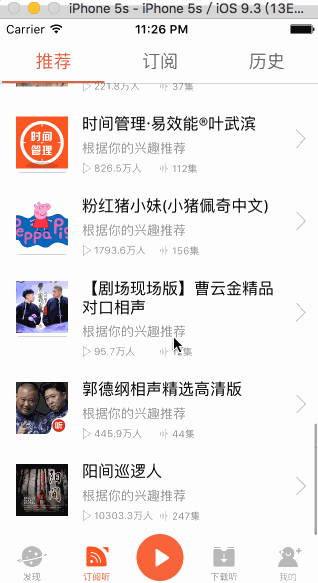 iPhone 5s - iPhone 5s / iOS 9.3 (13E...
Carrier 11:26 PM
推荐 订阅 历史
221.8万人 37集
时间管理·易效能®叶武滨
时间
管理
根据你的兴趣推荐
826.5万人 112集
粉红猪小妹(小猪佩奇中文)
Peppa Pig
根据你的兴趣推荐
1793.6万人 156集
【剧场现场版】曹云金精品
对口相声
根据你的兴趣推荐
95.7万人 12集
郭德纲相声精选高清版
根据你的兴趣推荐
听
445.9万人 44集
阳间巡逻人
阳间
根据你的兴趣推荐
10303.3万人 247集
发现 订阅听 下载听 我的